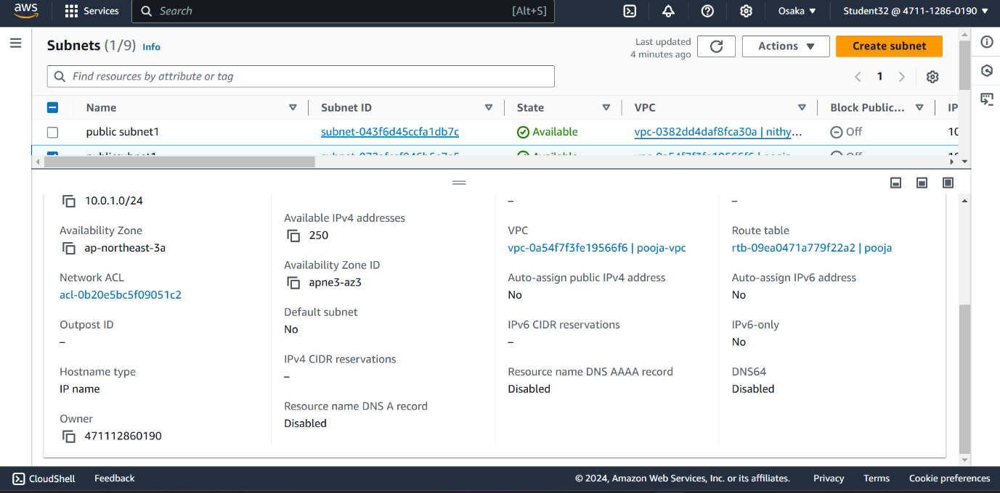 aws
Services
Search
[Alt+S]
Osaka
Student32 @ 4711-1286-0190
Subnets (1/9) Info
Last updated
4 minutes ago
Actions
Create subnet
Find resources by attribute or tag
1
Name
Subnet ID
State
VPC
Block Public...
IP
public subnet1
subnet-043f6d45ccfa1db7c
Available
vpc-0382dd4daf8fca30a | nithy...
Off
10
10.0.1.0/24
Availability Zone
ap-northeast-3a
Network ACL
acl-0b20e5bc5f09051c2
Outpost ID
–
Hostname type
IP name
Owner
471112860190
Available IPv4 addresses
250
Availability Zone ID
apne3-az3
Default subnet
No
IPv4 CIDR reservations
–
Resource name DNS A record
Disabled
–
VPC
vpc-0a54f7f3fe19566f6 | pooja-vpc
Auto-assign public IPv4 address
No
IPv6 CIDR reservations
–
Resource name DNS AAAA record
Disabled
–
Route table
rtb-09ea0471a779f22a2 | pooja
Auto-assign IPv6 address
No
IPv6-only
No
DNS64
Disabled
CloudShell
Feedback
© 2024, Amazon Web Services, Inc. or its affiliates.
Privacy
Terms
Cookie preferences